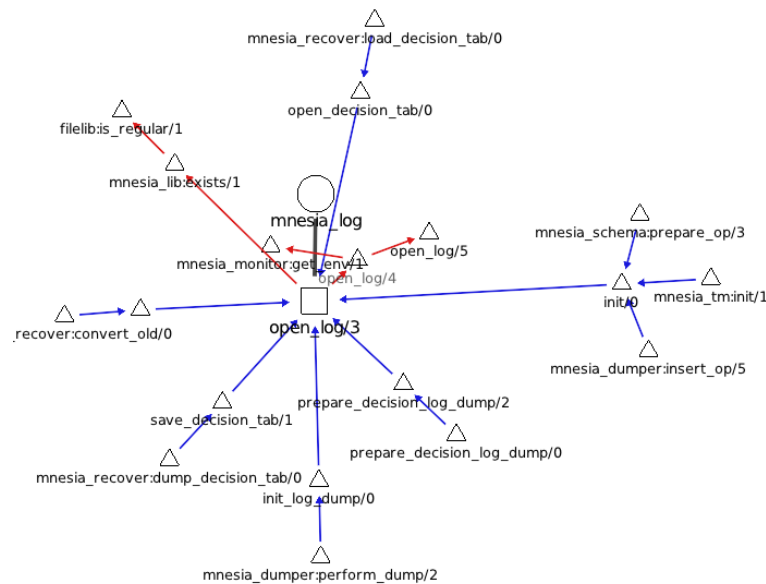 mnesia_recover:load_decision_tab/0
open_decision_tab/0
filelib:is_regular/1
mnesia_lib:exists/1
mnesia_log
mnesia_schema:prepare_op/3
open_log/5
mnesia_monitor:get_env/1
open_log/4
init/0
mnesia_tm:init/1
_recover:convert_old/0
open_log/3
mnesia_dumper:insert_op/5
prepare_decision_log_dump/2
save_decision_tab/1
prepare_decision_log_dump/0
mnesia_recover:dump_decision_tab/0
init_log_dump/0
mnesia_dumper:perform_dump/2